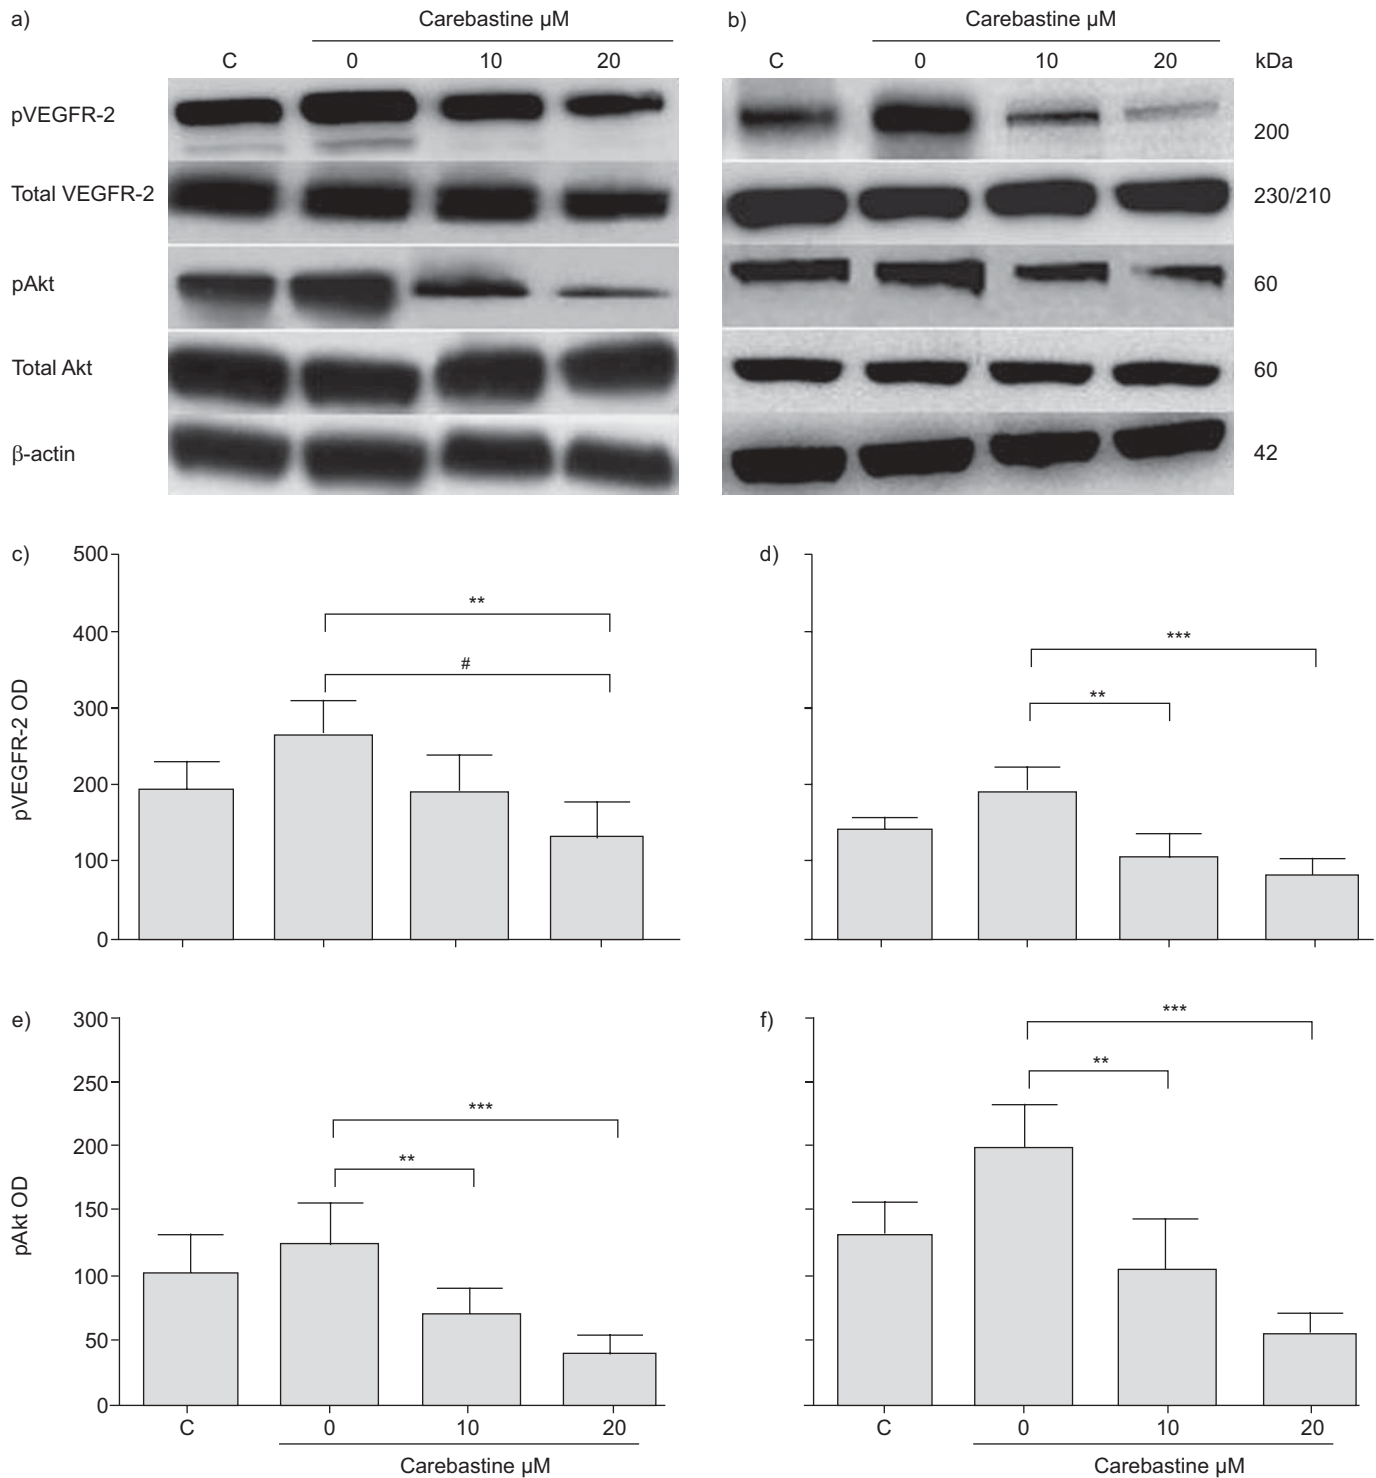 a) Carebastine µM
C 0 10 20
pVEGFR-2
Total VEGFR-2
pAkt
Total Akt
β-actin
b) Carebastine µM
C 0 10 20 kDa
200
230/210
60
60
42
c)
pVEGFR-2 OD
500
400
300
200
100
0
**
#
d)
***
**
e)
pAkt OD
300
250
200
150
100
50
0
***
**
C 0 10 20
Carebastine µM
f)
***
**
C 0 10 20
Carebastine µM